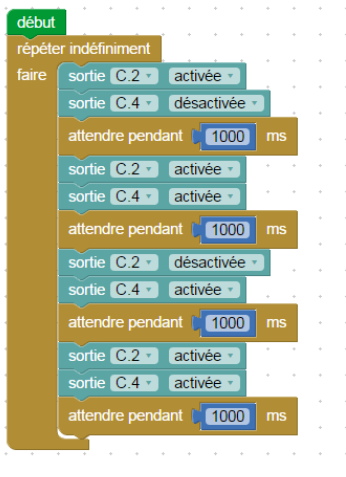 début
répéter indéfiniment
faire sortie C.2 activée
sortie C.4 désactivée
attendre pendant 1000 ms
sortie C.2 activée
sortie C.4 activée
attendre pendant 1000 ms
sortie C.2 désactivée
sortie C.4 activée
attendre pendant 1000 ms
sortie C.2 activée
sortie C.4 activée
attendre pendant 1000 ms